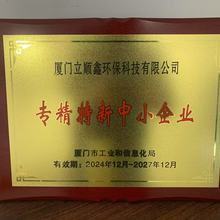 厦门立顺鑫环保科技有限公司
专精特新中小企业
厦门市工业和信息化局
有效期：2024年12月-2027年12月